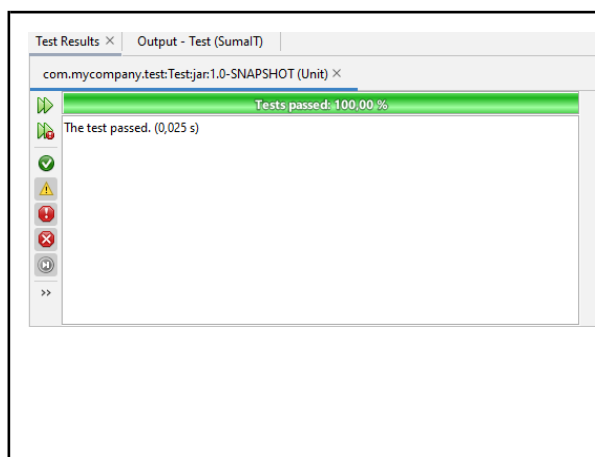 Test Results
Output - Test (SumaIT)
com.mycompany.test:Test:jar:1.0-SNAPSHOT (Unit)
Tests passed: 100,00 %
The test passed. (0,025 s)